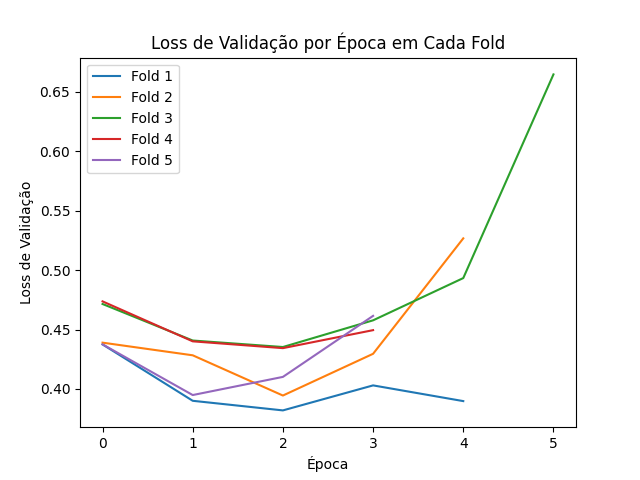 Loss de Validação por Época em Cada Fold
Fold 1
Fold 2
Fold 3
Fold 4
Fold 5
Loss de Validação
0.65
0.60
0.55
0.50
0.45
0.40
0 1 2 3 4 5
Época